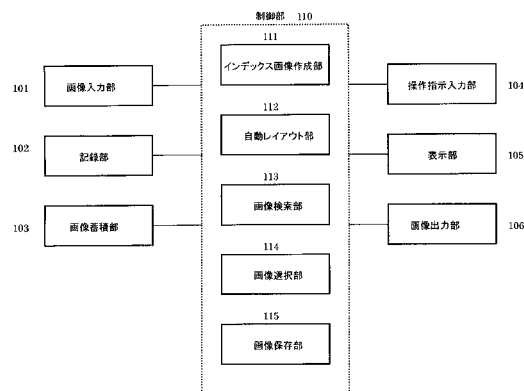 制御部 110
111
インデックス画像作成部
101
画像入力部
操作指示入力部
104
112
自動レイアウト部
102
記録部
表示部
105
113
画像検索部
103
画像蓄積部
画像出力部
106
114
画像選択部
115
画像保存部